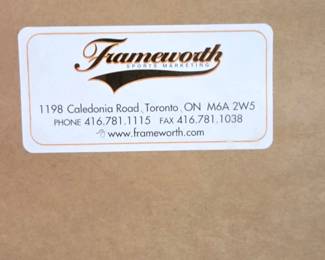 Frameworth
SPORTS MARKETING
1198 Caledonia Road, Toronto, ON M6A 2W5
PHONE 416.781.1115 FAX 416.781.1038
www.frameworth.com